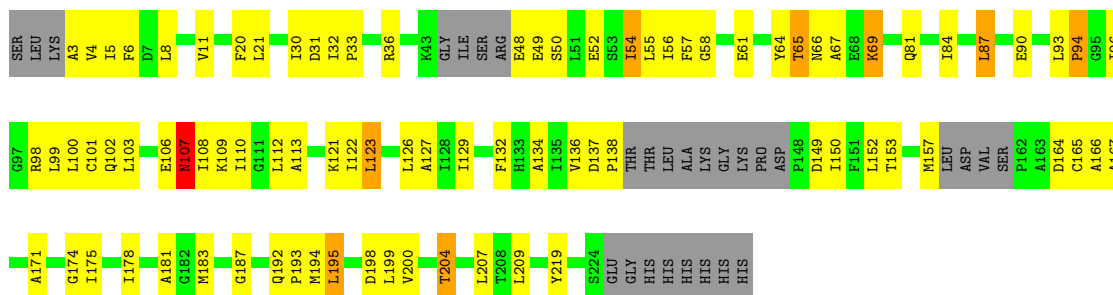 SER LEU LYS A3 V4 I5 F6 D7 L8 V11 F20 L21 I30 D31 I32 P33 R36 K43 GLY ILE SER ARG E48 E49 S50 L51 E52 S53 I54 L55 I56 F57 G58 E61 Y64 T65 N66 A67 E68 K69 Q81 I84 L87 E90 L93 P94 G95
G97 R98 L99 L100 C101 Q102 L103 E106 N107 I108 K109 I110 G111 L112 A113 K121 I122 L123 L126 A127 I128 I129 F132 H133 A134 I135 V136 D137 P138 THR THR LEU ALA LYS GLY LYS PRO ASP P148 D149 I150 F151 L152 T153 M157 LEU ASP VAL SER P162 A163 D164 C165 A166
A171 G174 I175 I178 A181 G182 M183 G187 Q192 P193 M194 L195 D198 L199 V200 T204 L207 T208 L209 Y219 S224 GLU GLY HIS HIS HIS HIS HIS HIS